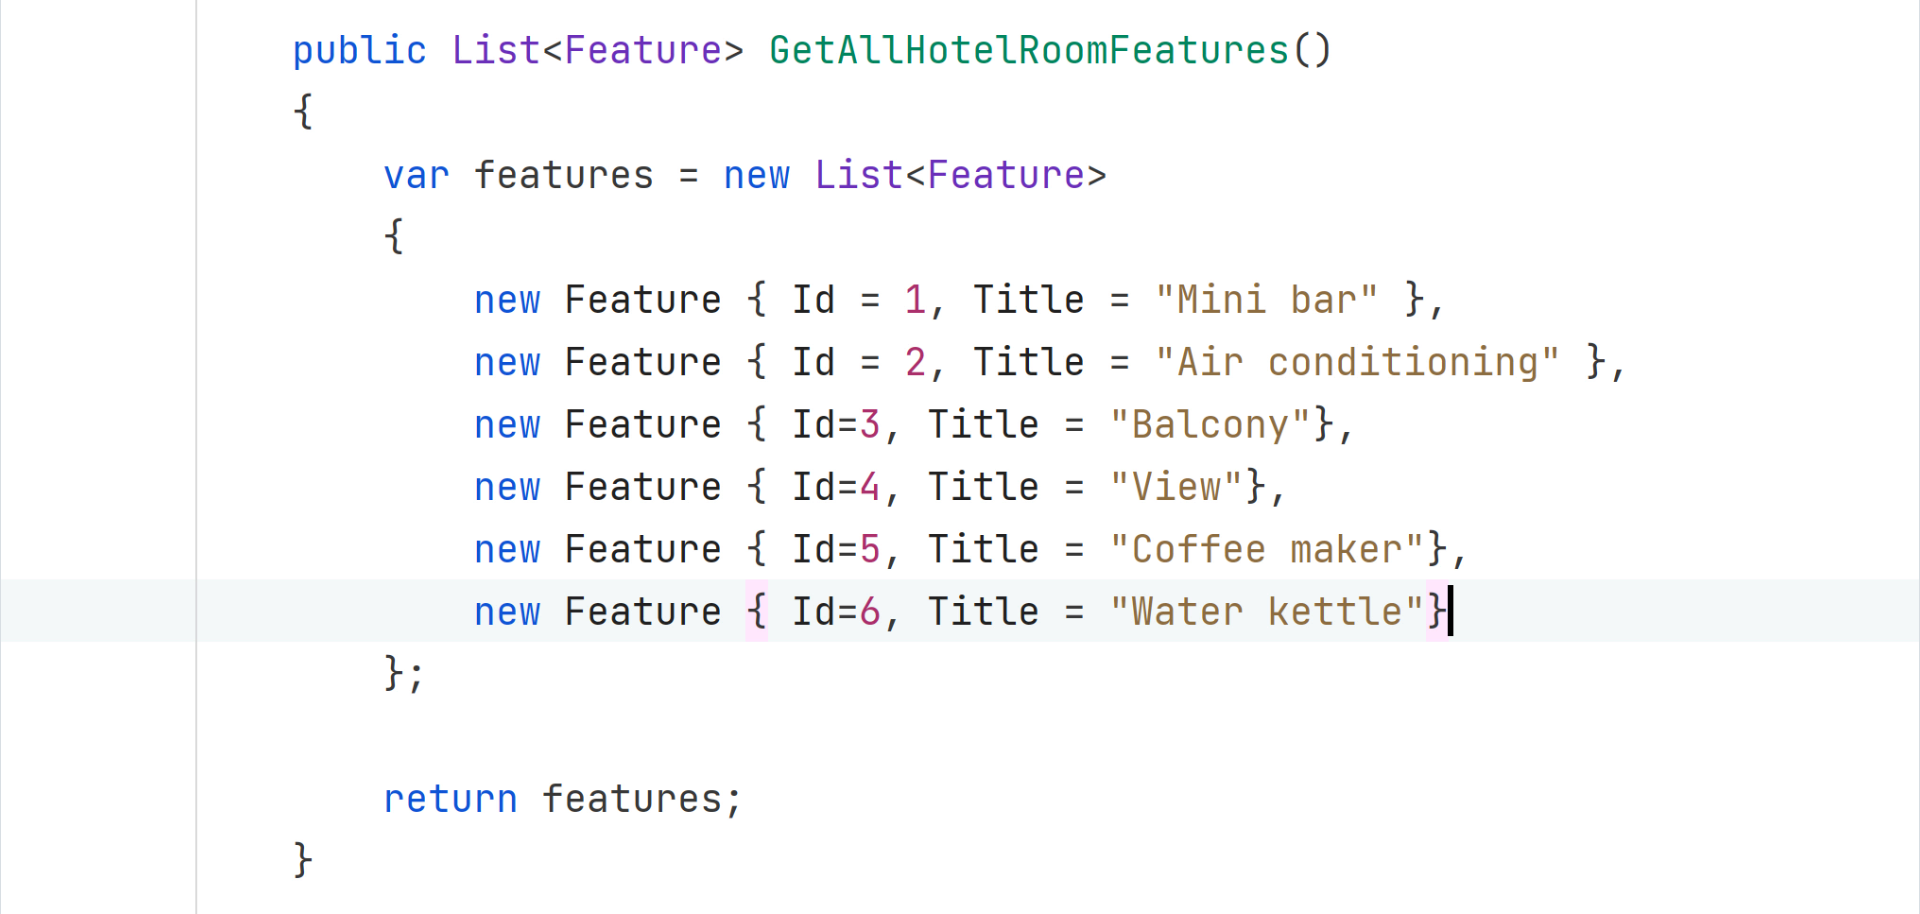 public List<Feature> GetAllHotelRoomFeatures()
{
    var features = new List<Feature>
    {
        new Feature { Id = 1, Title = "Mini bar" },
        new Feature { Id = 2, Title = "Air conditioning" },
        new Feature { Id=3, Title = "Balcony"},
        new Feature { Id=4, Title = "View"},
        new Feature { Id=5, Title = "Coffee maker"},
        new Feature { Id=6, Title = "Water kettle"}
    };

    return features;
}